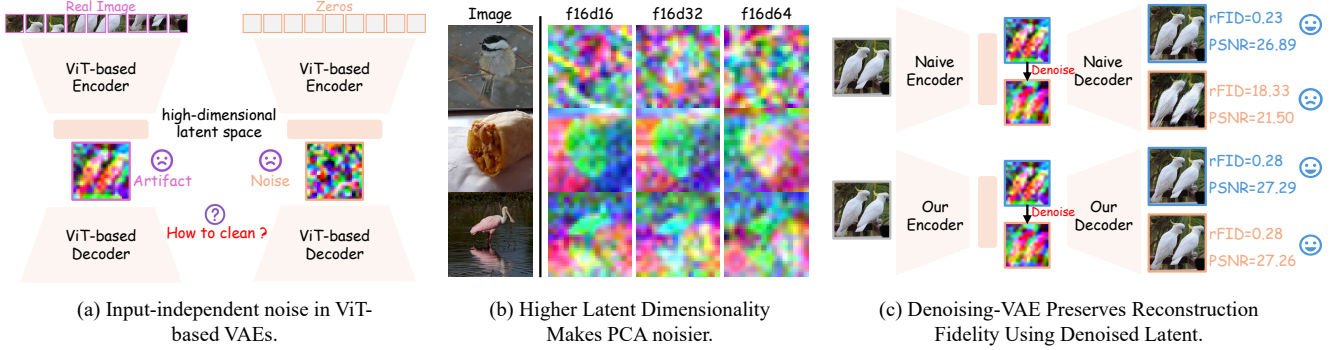 Real Image
Zeros
ViT-based
Encoder
ViT-based
Encoder
high-dimensional
latent space
Artifact
Noise
?
How to clean ?
ViT-based
Decoder
ViT-based
Decoder
(a) Input-independent noise in ViT-
based VAEs.
Image
f16d16
f16d32
f16d64
(b) Higher Latent Dimensionality
Makes PCA noisier.
Naive
Encoder
Denoise
Naive
Decoder
rFID=0.23
PSNR=26.89
rFID=18.33
PSNR=21.50
Our
Encoder
Denoise
Our
Decoder
rFID=0.28
PSNR=27.29
rFID=0.28
PSNR=27.26
(c) Denoising-VAE Preserves Reconstruction
Fidelity Using Denoised Latent.